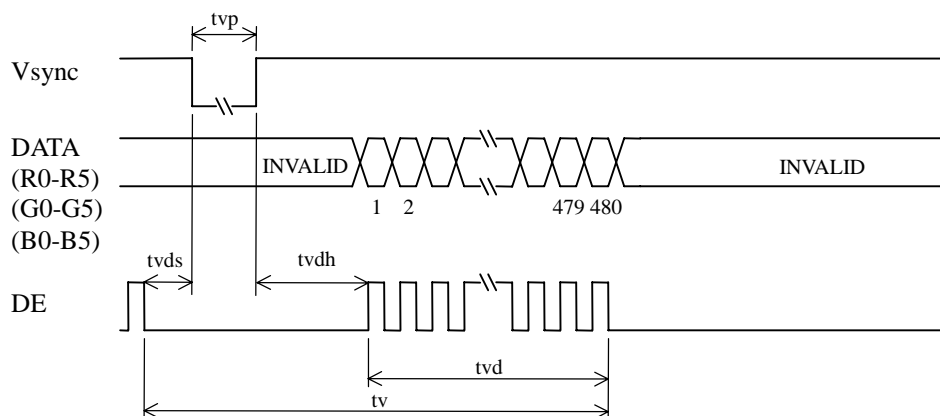 tvp
Vsync
DATA
(R0-R5)
(G0-G5)
(B0-B5)
INVALID
INVALID
1 2 479 480
tvds
tvdh
DE
tvd
tv